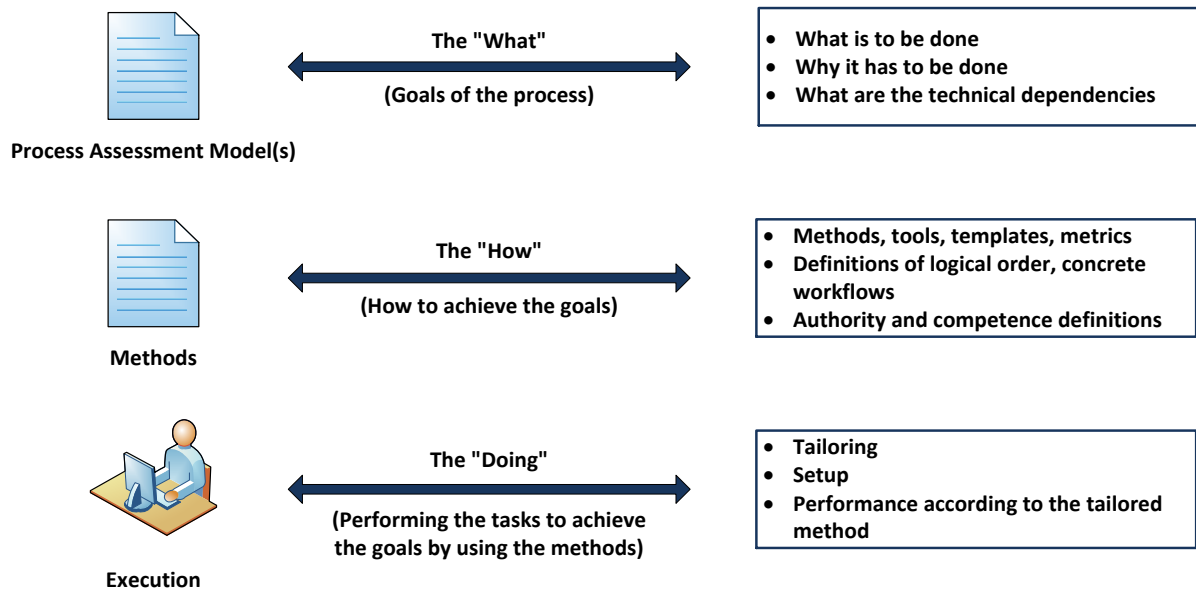 The "What"
(Goals of the process)
• What is to be done
• Why it has to be done
• What are the technical dependencies
Process Assessment Model(s)
The "How"
(How to achieve the goals)
• Methods, tools, templates, metrics
• Definitions of logical order, concrete
workflows
• Authority and competence definitions
Methods
The "Doing"
(Performing the tasks to achieve
the goals by using the methods)
• Tailoring
• Setup
• Performance according to the tailored
method
Execution